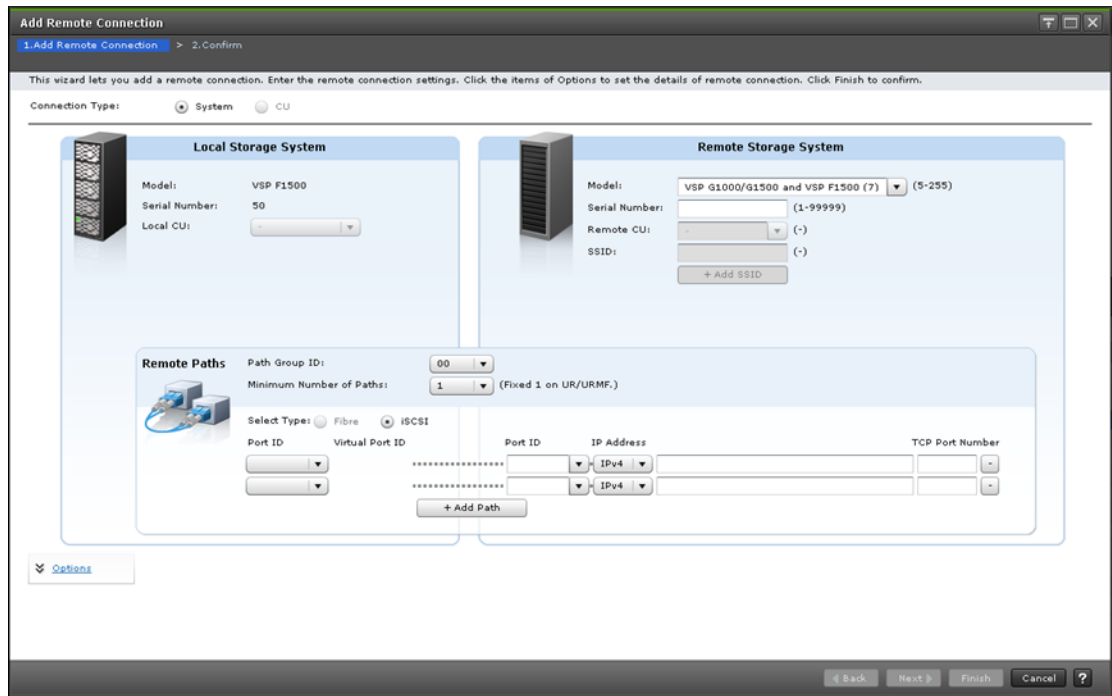 Add Remote Connection
1.Add Remote Connection > 2.Confirm
This wizard lets you add a remote connection. Enter the remote connection settings. Click the items of Options to set the details of remote connection. Click Finish to confirm.
Connection Type: System CU
Local Storage System
Model: VSP F1500
Serial Number: 50
Local CU: -
Remote Storage System
Model: VSP G1000/G1500 and VSP F1500 (7) (5-255)
Serial Number: (1-99999)
Remote CU: - (-)
SSID: (-)
+ Add SSID
Remote Paths
Path Group ID: 00
Minimum Number of Paths: 1 (Fixed 1 on UR/URMF.)
Select Type: Fibre iSCSI
Port ID Virtual Port ID Port ID IP Address TCP Port Number
IPv4 -
IPv4 -
+ Add Path
Options
Back Next Finish Cancel ?